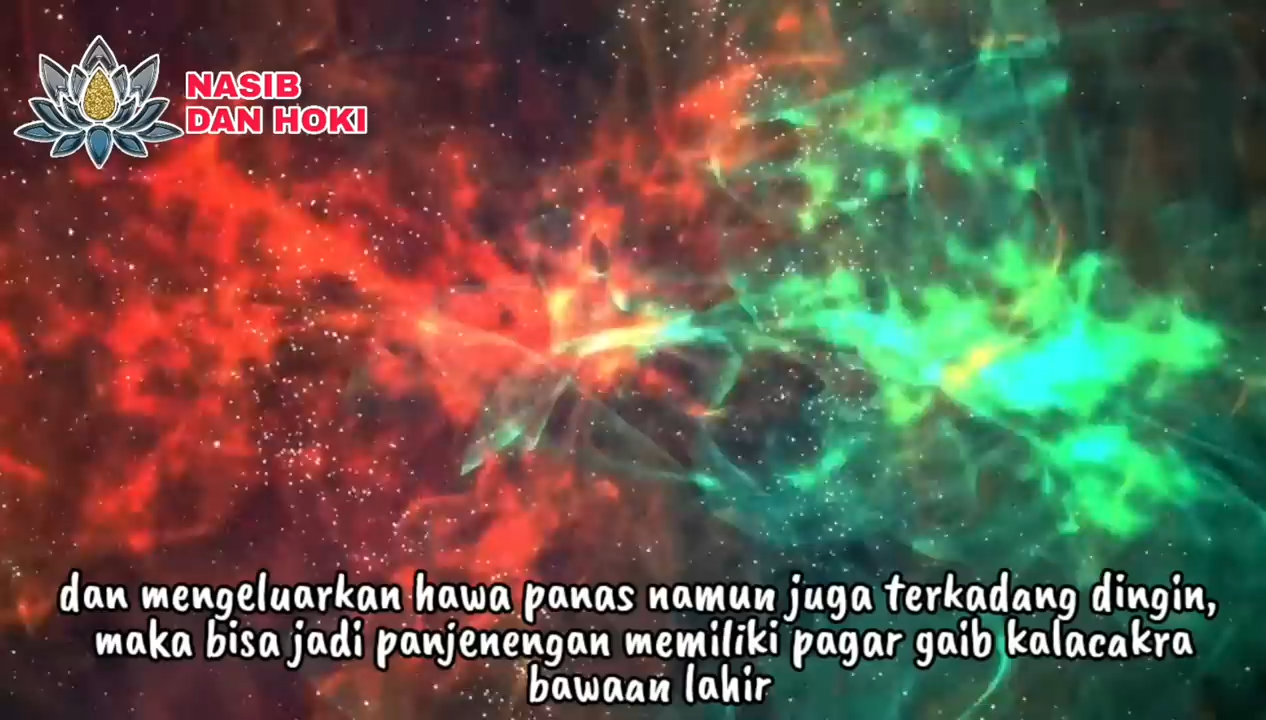 NASIB
DAN HOKI
dan mengeluarkan hawa panas namun juga terkadang dingin,
maka bisa jadi panjenengan memiliki pagar gaib kalacakra
bawaan lahir